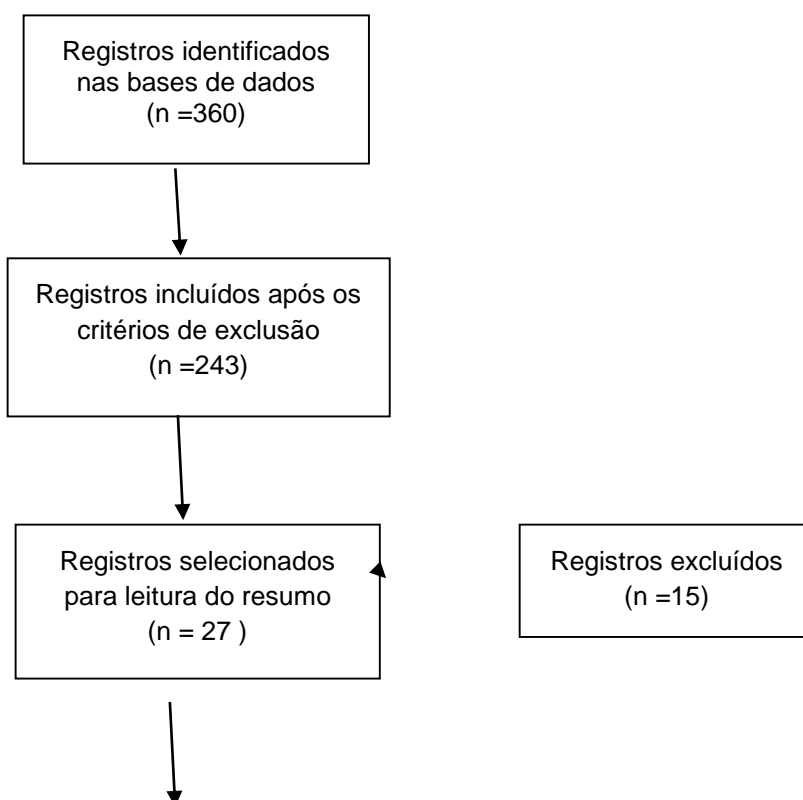 Registros identificados
nas bases de dados
(n =360)
Registros incluídos após os
critérios de exclusão
(n =243)
Registros selecionados
para leitura do resumo
(n = 27 )
Registros excluídos
(n =15)